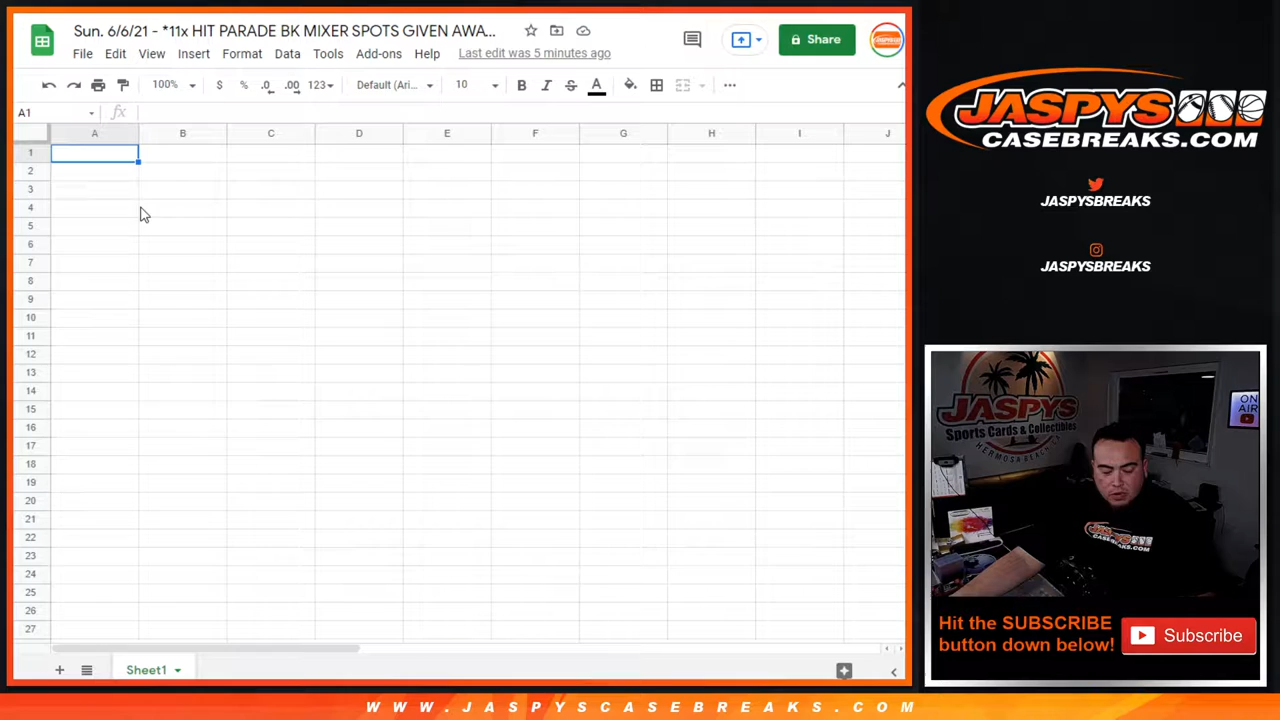 Sun. 6/6/21 - *11x HIT PARADE BK MIXER SPOTS GIVEN AWA...
File Edit View Insert Format Data Tools Add-ons Help Last edit was 5 minutes ago
Share
100% $ % .0 .00 123 Default (Ari... 10 B I S A
A1 fx
A B C D E F G H I J
1
2
3
4
5
6
7
8
9
10
11
12
13
14
15
16
17
18
19
20
21
22
23
24
25
26
27
Sheet1
JASPYS
CASEBREAKS.COM
JASPYSBREAKS
JASPYSBREAKS
JASPYS
Sports Cards & Collectibles
HERMOSA BEACH, CA
ON
AIR
JASPYS
CASEBREAKS.COM
Hit the SUBSCRIBE
button down below!
Subscribe
WWW.JASPYSCASEBREAKS.COM